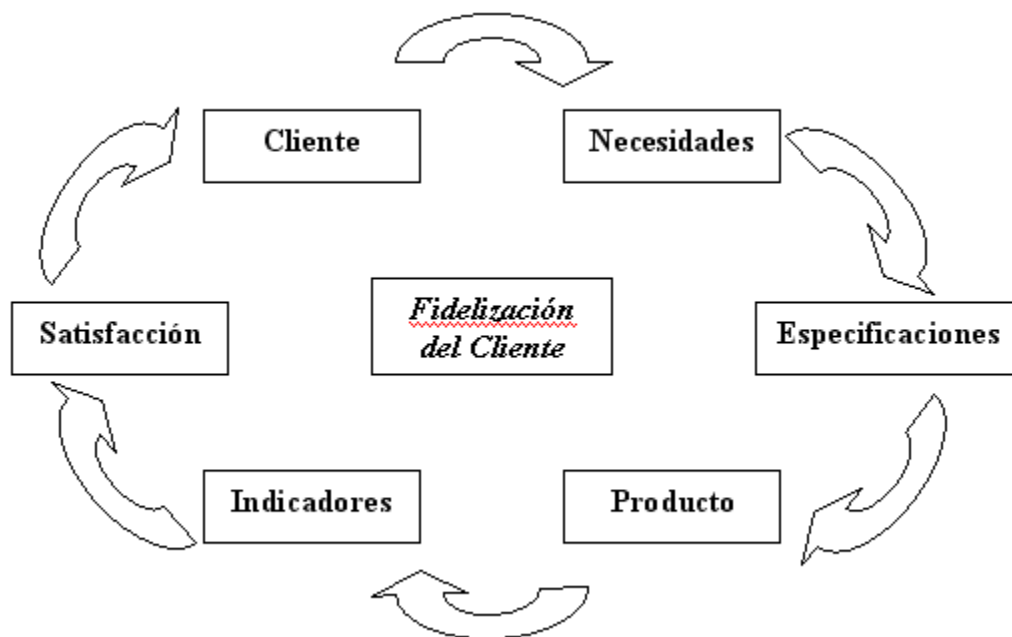 Cliente
Necesidades
Satisfacción
Fidelización
del Cliente
Especificaciones
Indicadores
Producto